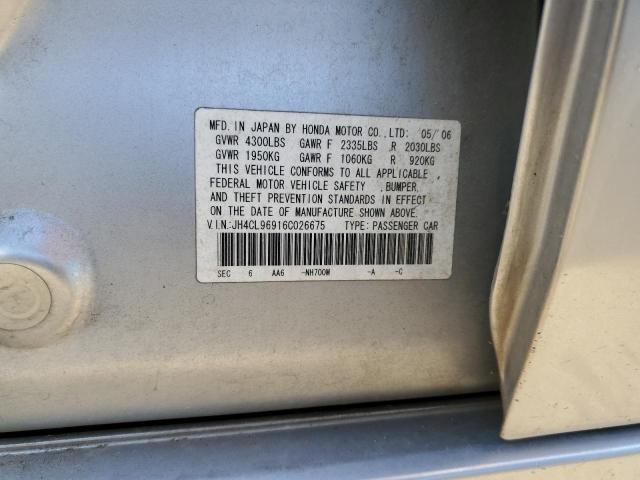 MFD. IN JAPAN BY HONDA MOTOR CO.,LTD: 05/06
GVWR 4300LBS GAWR F 2335LBS R 2030LBS
GVWR 1950KG GAWR F 1060KG R 920KG
THIS VEHICLE CONFORMS TO ALL APPLICABLE
FEDERAL MOTOR VEHICLE SAFETY ,BUMPER,
AND THEFT PREVENTION STANDARDS IN EFFECT
ON THE DATE OF MANUFACTURE SHOWN ABOVE.
V.I.N.:JH4CL96916C026675 TYPE: PASSENGER CAR
SEC 6 AA6 -NH700M -A -C